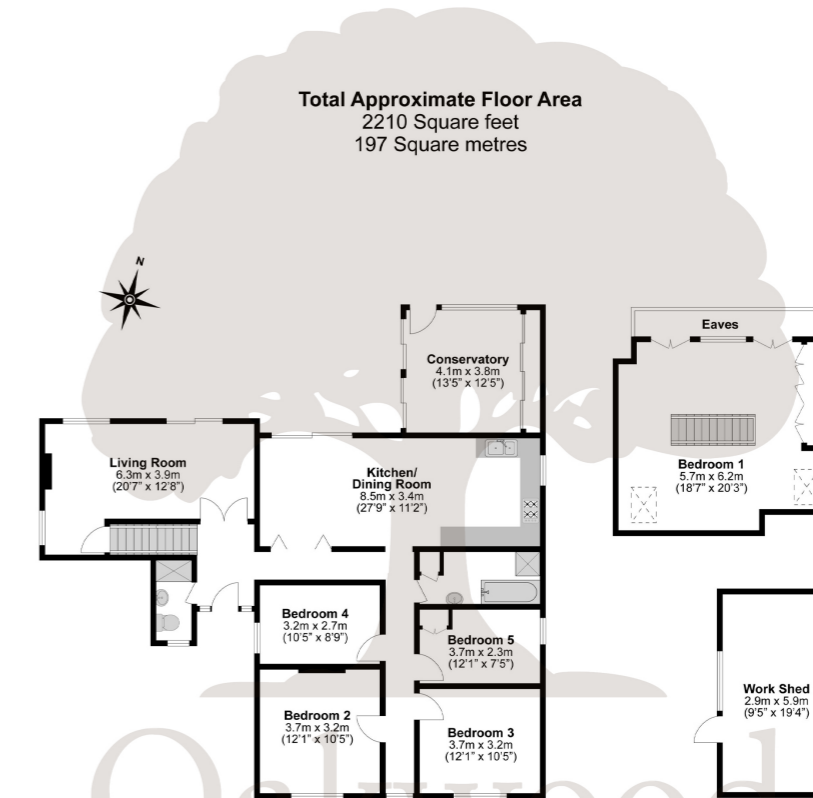 Total Approximate Floor Area
2210 Square feet
197 Square metres
N
Conservatory
4.1m x 3.8m
(13'5" x 12'5")
Eaves
Living Room
6.3m x 3.9m
(20'7" x 12'8")
Kitchen/
Dining Room
8.5m x 3.4m
(27'9" x 11'2")
Bedroom 1
5.7m x 6.2m
(18'7" x 20'3")
Bedroom 4
3.2m x 2.7m
(10'5" x 8'9")
Bedroom 5
3.7m x 2.3m
(12'1" x 7'5")
Bedroom 2
3.7m x 3.2m
(12'1" x 10'5")
Bedroom 3
3.7m x 3.2m
(12'1" x 10'5")
Work Shed
2.9m x 5.9m
(9'5" x 19'4")
Oakwood